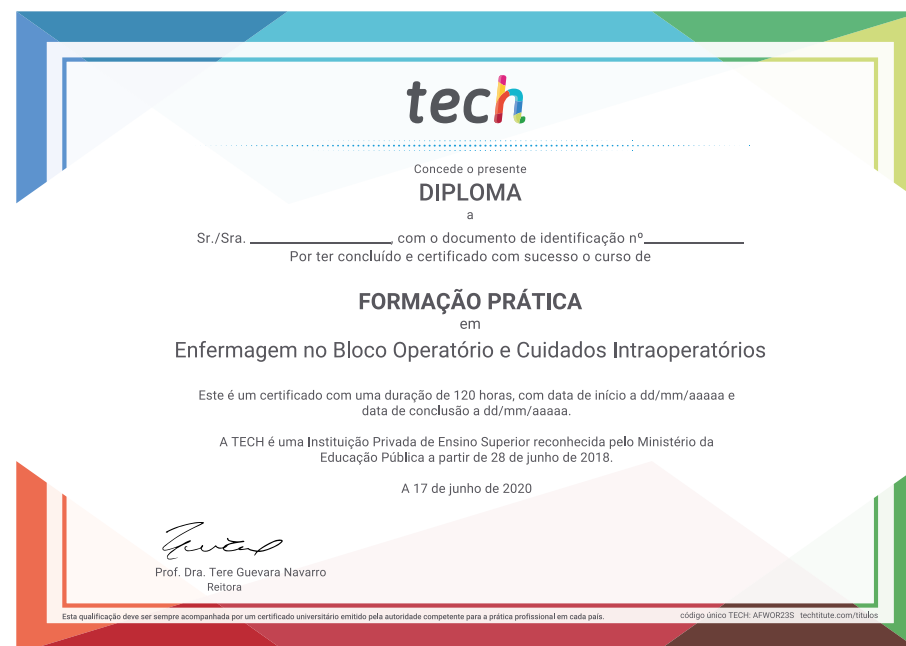 tech
Concede o presente
DIPLOMA
a
Sr./Sra. ____________________, com o documento de identificação nº______________
Por ter concluído e certificado com sucesso o curso de
FORMAÇÃO PRÁTICA
em
Enfermagem no Bloco Operatório e Cuidados Intraoperatórios
Este é um certificado com uma duração de 120 horas, com data de início a dd/mm/aaaaa e
data de conclusão a dd/mm/aaaaa.
A TECH é uma Instituição Privada de Ensino Superior reconhecida pelo Ministério da
Educação Pública a partir de 28 de junho de 2018.
A 17 de junho de 2020
Prof. Dra. Tere Guevara Navarro
Reitora
Esta qualificação deve ser sempre acompanhada por um certificado universitário emitido pela autoridade competente para a prática profissional em cada país.
código único TECH: AFWOR23S techtitute.com/titulos